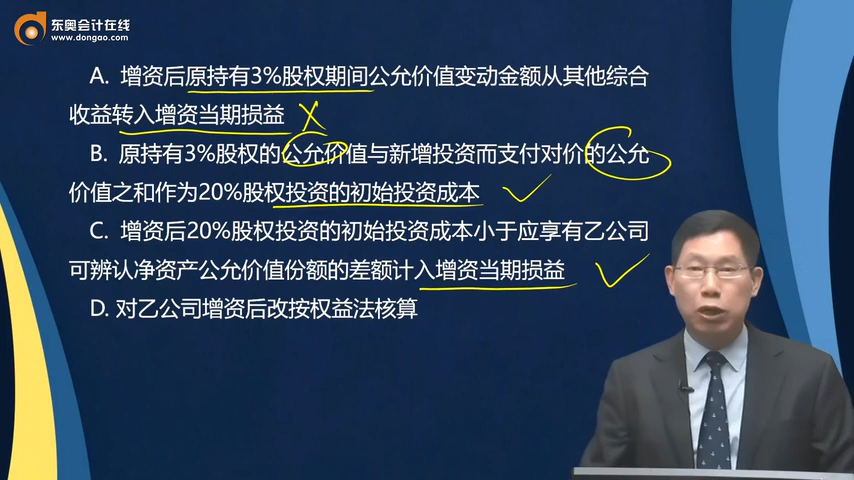 东奥会计在线
www.dongao.com
A. 增资后原持有3%股权期间公允价值变动金额从其他综合
收益转入增资当期损益
B. 原持有3%股权的公允价值与新增投资而支付对价的公允
价值之和作为20%股权投资的初始投资成本
C. 增资后20%股权投资的初始投资成本小于应享有乙公司
可辨认净资产公允价值份额的差额计入增资当期损益
D. 对乙公司增资后改按权益法核算